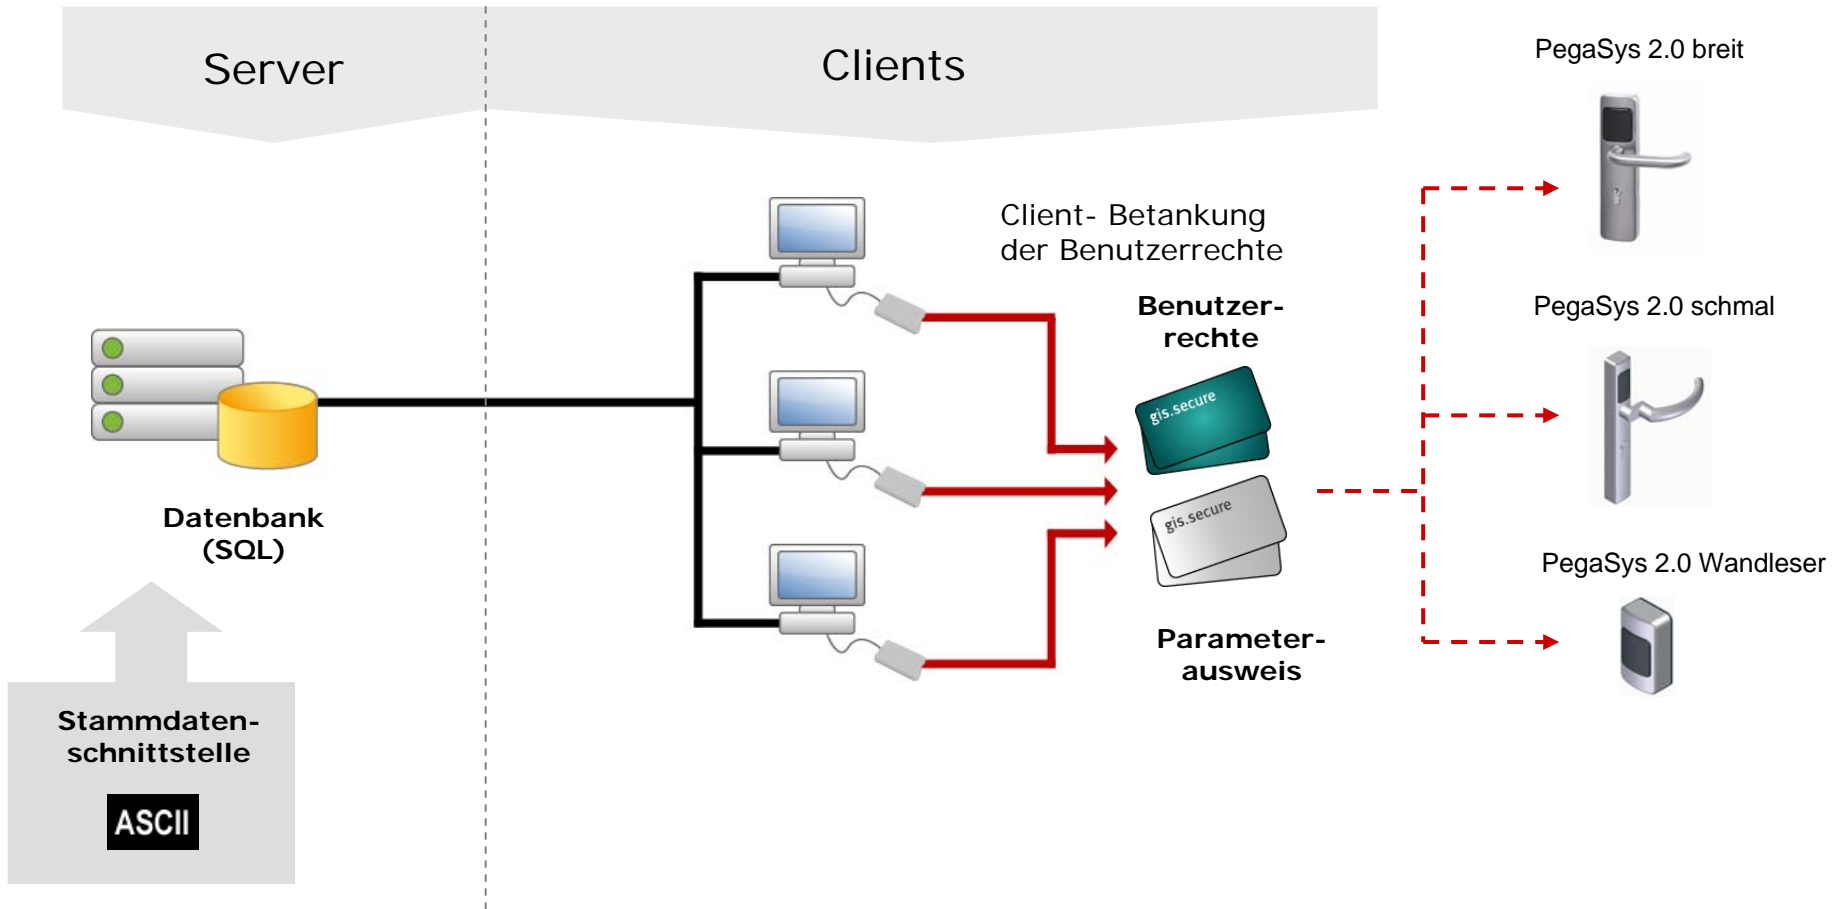 Server
Clients
PegaSys 2.0 breit
Client- Betankung
der Benutzerrechte
Benutzer-
rechte
PegaSys 2.0 schmal
gis.secure
gis.secure
Datenbank
(SQL)
PegaSys 2.0 Wandleser
Parameter-
ausweis
Stammdaten-
schnittstelle
ASCII